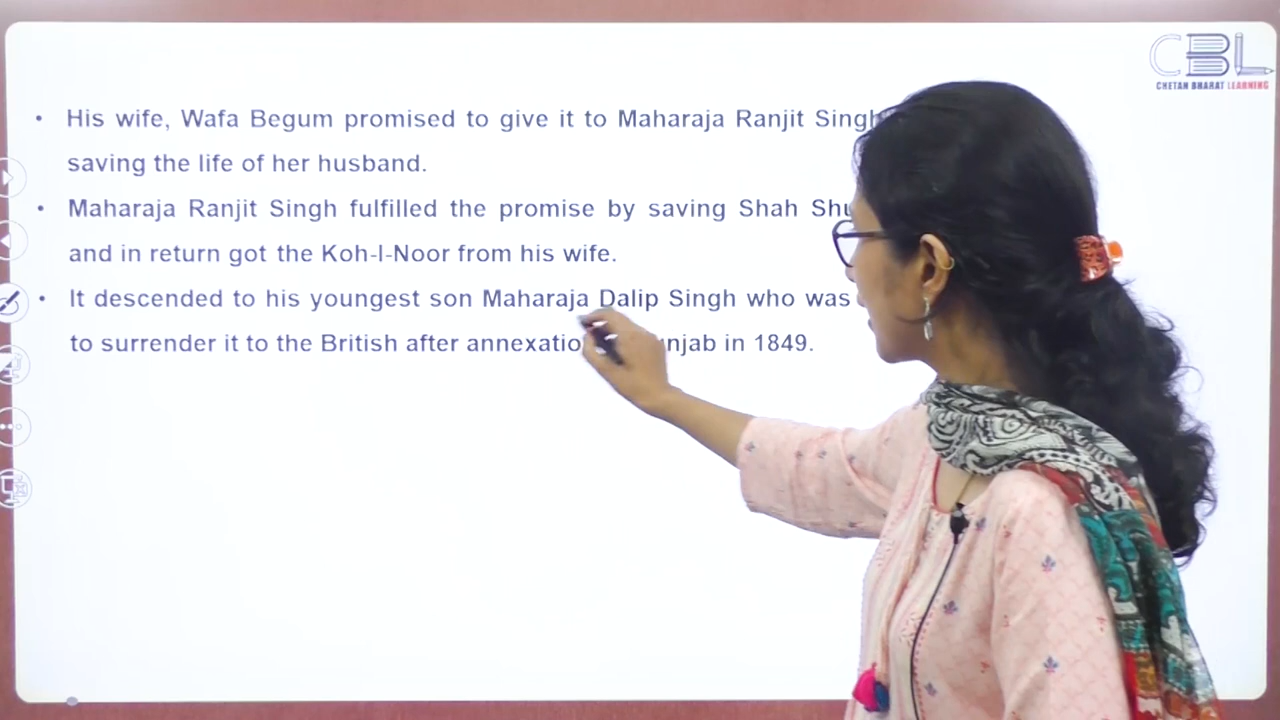 CBL
CHETAN BHARAT LEARNING
• His wife, Wafa Begum promised to give it to Maharaja Ranjit Singh
saving the life of her husband.
• Maharaja Ranjit Singh fulfilled the promise by saving Shah
and in return got the Koh-I-Noor from his wife.
• It descended to his youngest son Maharaja Dalip Singh who was
to surrender it to the British after annexation in 1849.